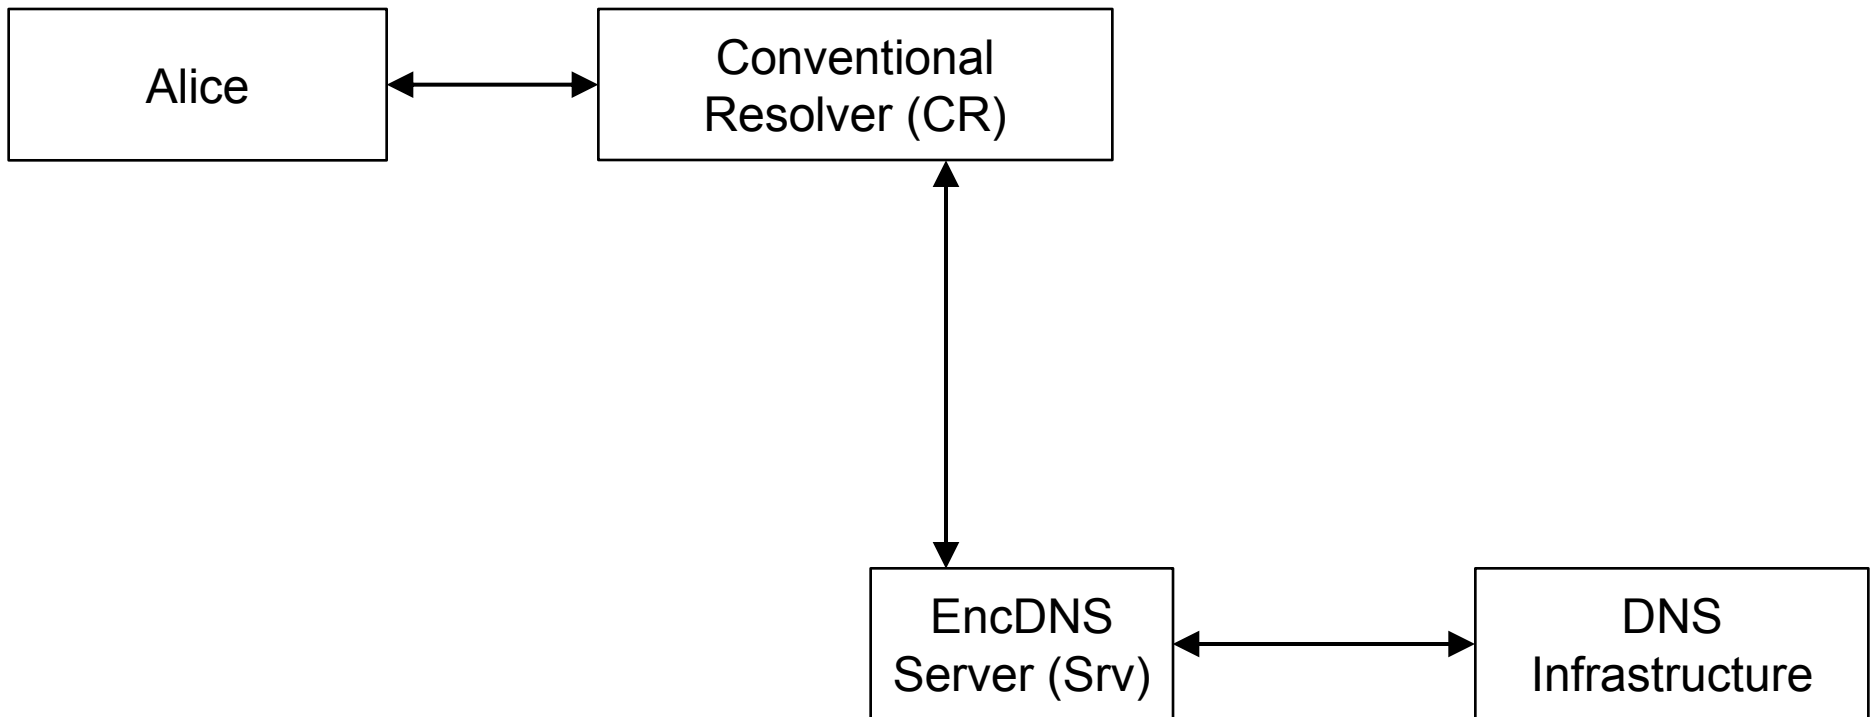 Alice
Conventional
Resolver (CR)
EncDNS
Server (Srv)
DNS
Infrastructure